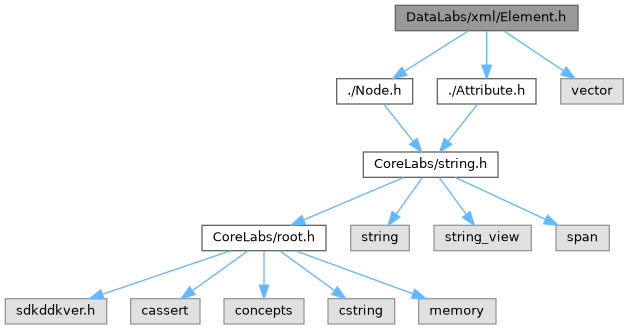 DataLabs/xml/Element.h
./Node.h
./Attribute.h
vector
CoreLabs/string.h
CoreLabs/root.h
string
string_view
span
sdkddkver.h
cassert
concepts
cstring
memory